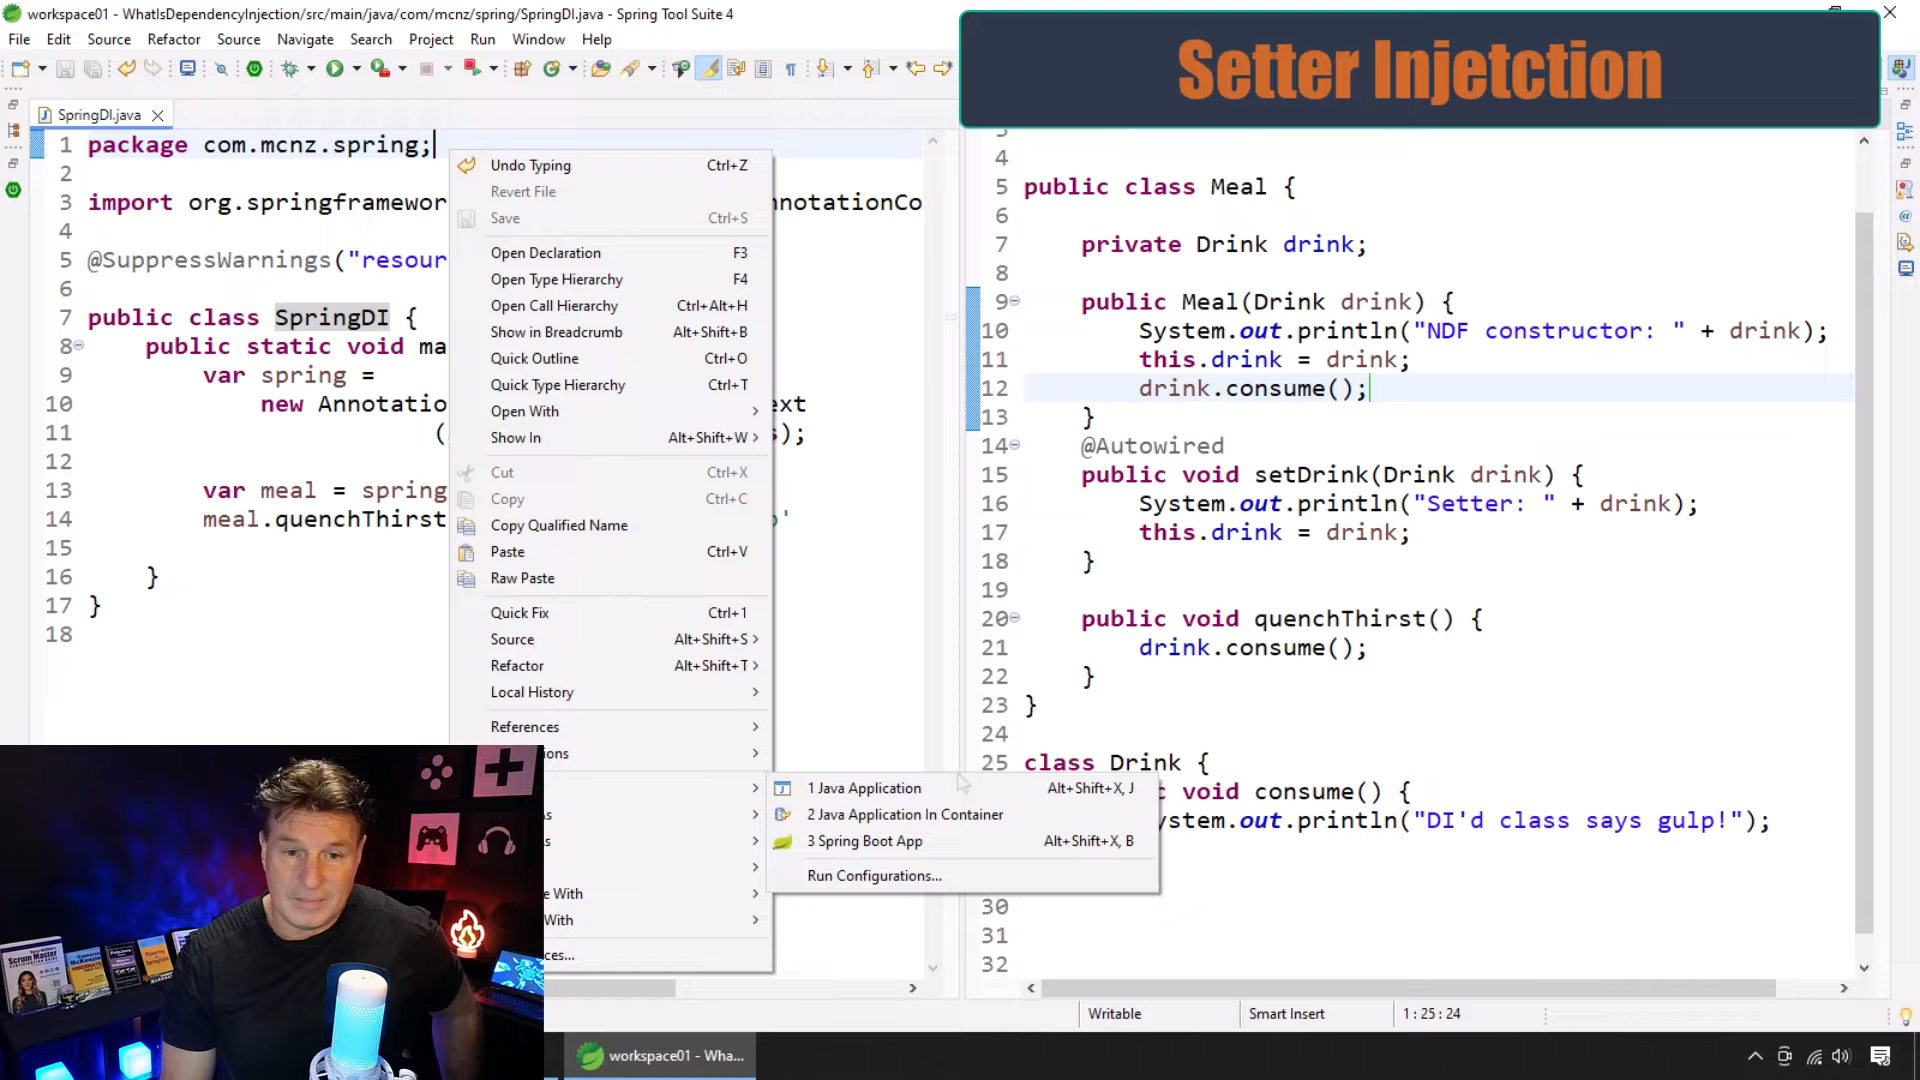 workspace01 - WhatIsDependencyInjection/src/main/java/com/mcnz/spring/SpringDI.java - Spring Tool Suite 4
File Edit Source Refactor Source Navigate Search Project Run Window Help
Setter Injetction
SpringDI.java
1 package com.mcnz.spring;
2
3 import org.springframewor
nnotationCo
4
5 @SuppressWarnings("resour
6
7 public class SpringDI {
8 public static void ma
9 var spring =
10 new Annotatio
ext
11 (
);
12
13 var meal = spring
14 meal.quenchThirst
15
16 }
17 }
18
Undo Typing Ctrl+Z
Revert File
Save Ctrl+S
Open Declaration F3
Open Type Hierarchy F4
Open Call Hierarchy Ctrl+Alt+H
Show in Breadcrumb Alt+Shift+B
Quick Outline Ctrl+O
Quick Type Hierarchy Ctrl+T
Open With
Show In Alt+Shift+W
Cut Ctrl+X
Copy Ctrl+C
Copy Qualified Name
Paste Ctrl+V
Raw Paste
Quick Fix Ctrl+1
Source Alt+Shift+S
Refactor Alt+Shift+T
Local History
References
ions
e With
With
ces...
1 Java Application Alt+Shift+X, J
2 Java Application In Container
3 Spring Boot App Alt+Shift+X, B
Run Configurations...
4
5 public class Meal {
6
7 private Drink drink;
8
9 public Meal(Drink drink) {
10 System.out.println("NDF constructor: " + drink);
11 this.drink = drink;
12 drink.consume();
13 }
14 @Autowired
15 public void setDrink(Drink drink) {
16 System.out.println("Setter: " + drink);
17 this.drink = drink;
18 }
19
20 public void quenchThirst() {
21 drink.consume();
22 }
23 }
24
25 class Drink {
c void consume() {
ystem.out.println("DI'd class says gulp!");
30
31
32
Writable Smart Insert 1 : 25 : 24
Scrum Master
HIBERNATE
workspace01 - Wha...